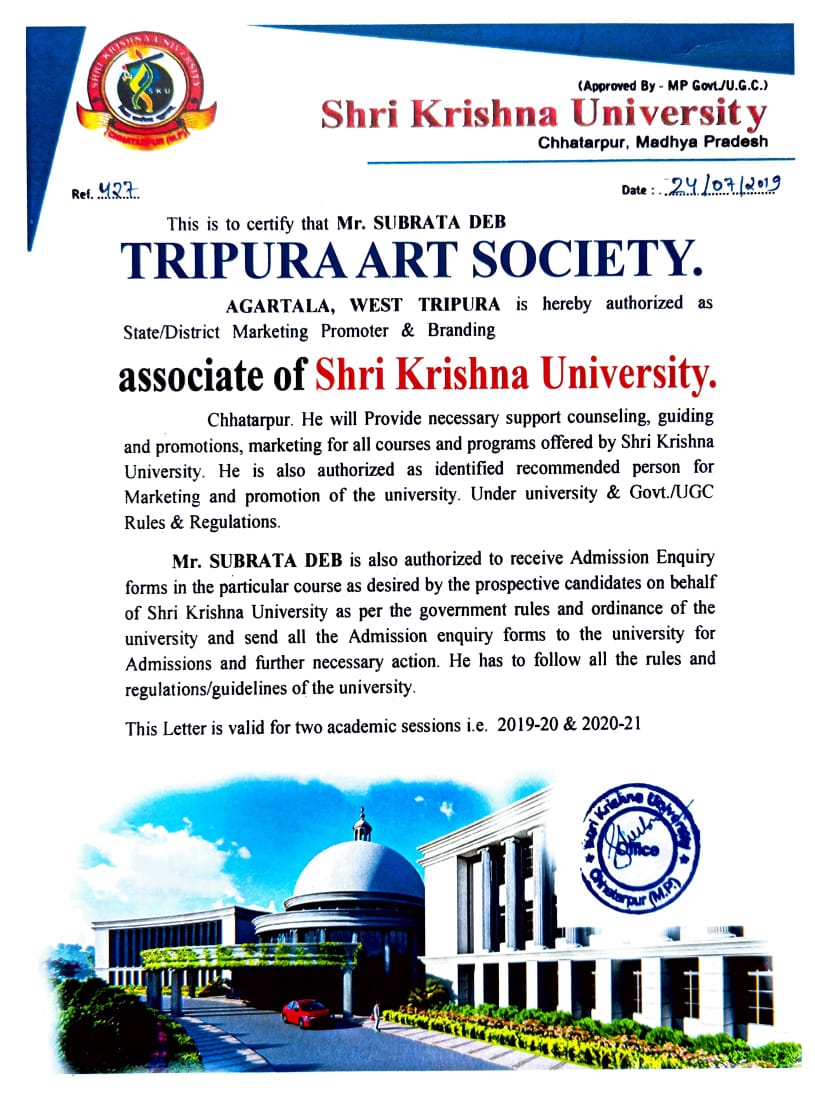 SHRI KRISHNA UNIVERSITY
SKU
CHHATARPUR (M.P.)
(Approved By - MP Govt./U.G.C.)
Shri Krishna University
Chhatarpur, Madhya Pradesh
Ref. 427
Date : 24/07/2019
This is to certify that Mr. SUBRATA DEB
TRIPURA ART SOCIETY.
AGARTALA, WEST TRIPURA is hereby authorized as
State/District Marketing Promoter & Branding
associate of Shri Krishna University.
Chhatarpur. He will Provide necessary support counseling, guiding
and promotions, marketing for all courses and programs offered by Shri Krishna
University. He is also authorized as identified recommended person for
Marketing and promotion of the university. Under university & Govt./UGC
Rules & Regulations.
Mr. SUBRATA DEB is also authorized to receive Admission Enquiry
forms in the particular course as desired by the prospective candidates on behalf
of Shri Krishna University as per the government rules and ordinance of the
university and send all the Admission enquiry forms to the university for
Admissions and further necessary action. He has to follow all the rules and
regulations/guidelines of the university.
This Letter is valid for two academic sessions i.e. 2019-20 & 2020-21
Shri Krishna University
Office
Chhatarpur (M.P.)